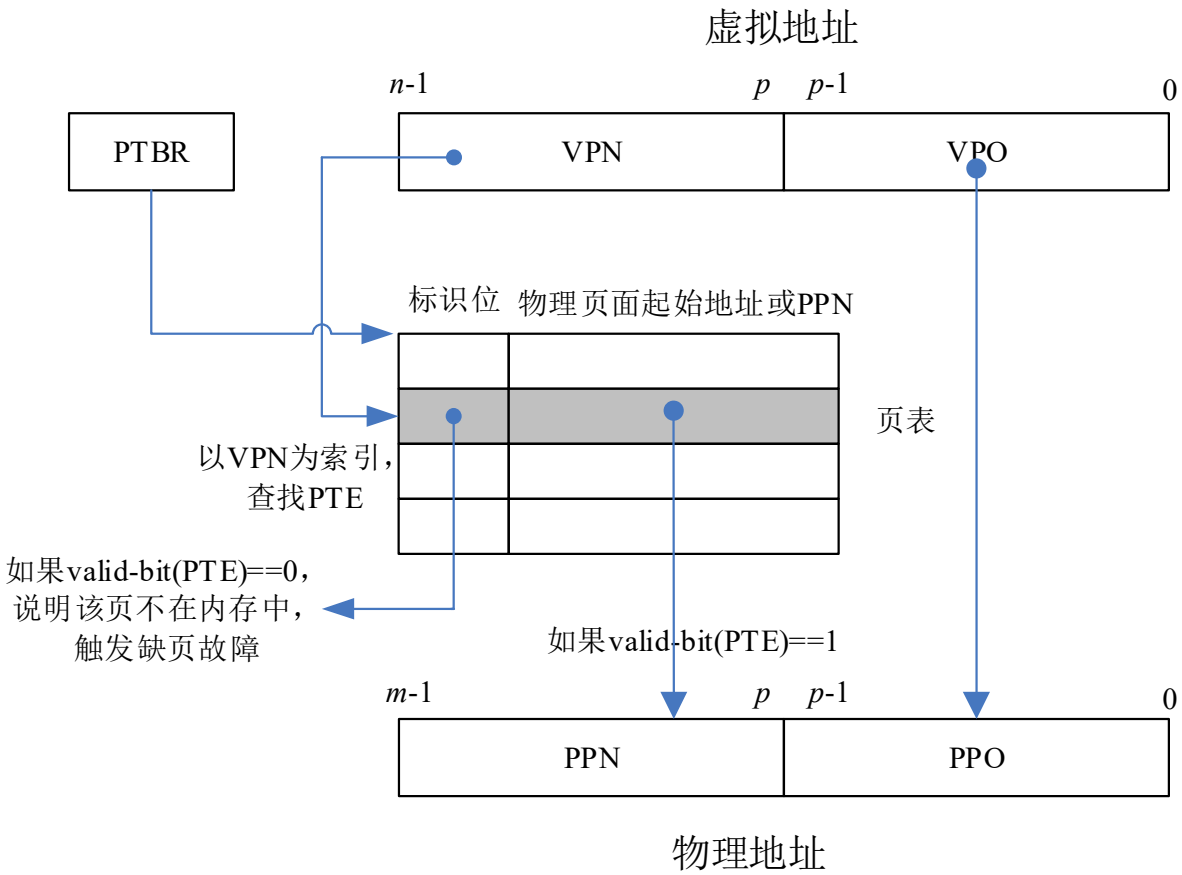 虚拟地址
n-1
p
p-1
0
PTBR
VPN
VPO
标识位
物理页面起始地址或PPN
页表
以VPN为索引，
查找PTE
如果valid-bit(PTE)==0，
说明该页不在内存中，
触发缺页故障
如果valid-bit(PTE)==1
m-1
p
p-1
0
PPN
PPO
物理地址